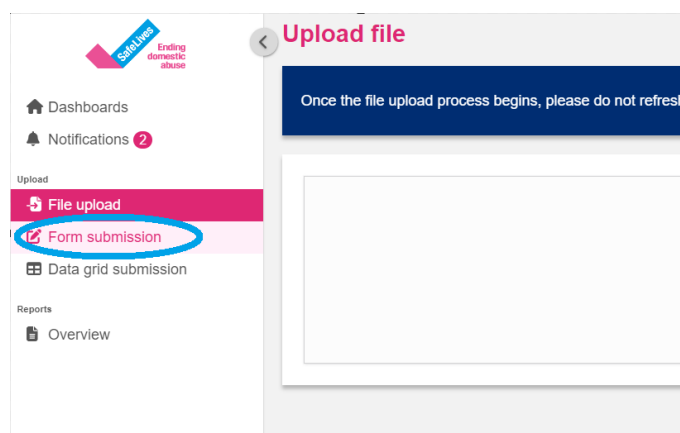 SafeLives
Ending
domestic
abuse
Upload file
Dashboards
Notifications 2
Once the file upload process begins, please do not refresh
Upload
File upload
Form submission
Data grid submission
Reports
Overview